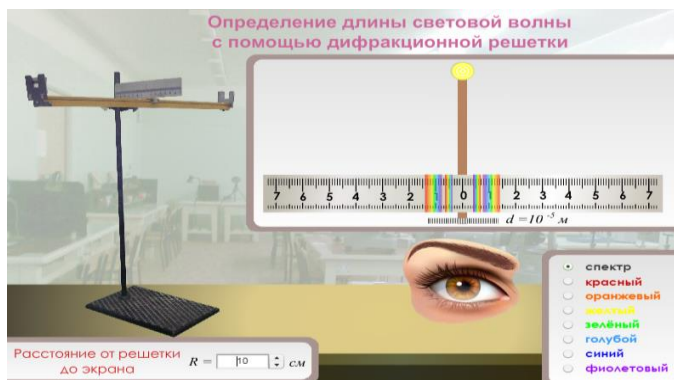 Определение длины световой волны
с помощью дифракционной решетки
7 6 5 4 3 2 1 0 1 2 3 4 5 6 7
d =10 -5 м
спектр
красный
оранжевый
желтый
зелёный
голубой
синий
фиолетовый
Расстояние от решетки
до экрана
R = 10 см